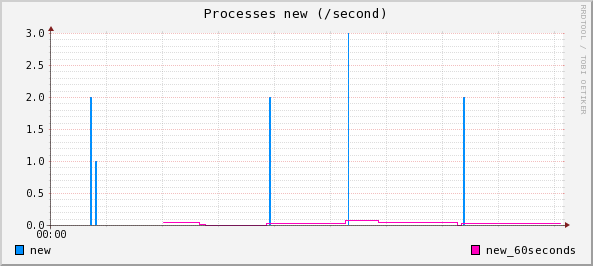 Processes new (/second)
RRDTOOL / TOBI OETIKER
3.0
2.5
2.0
1.5
1.0
0.5
0.0
00:00
new
new_60seconds